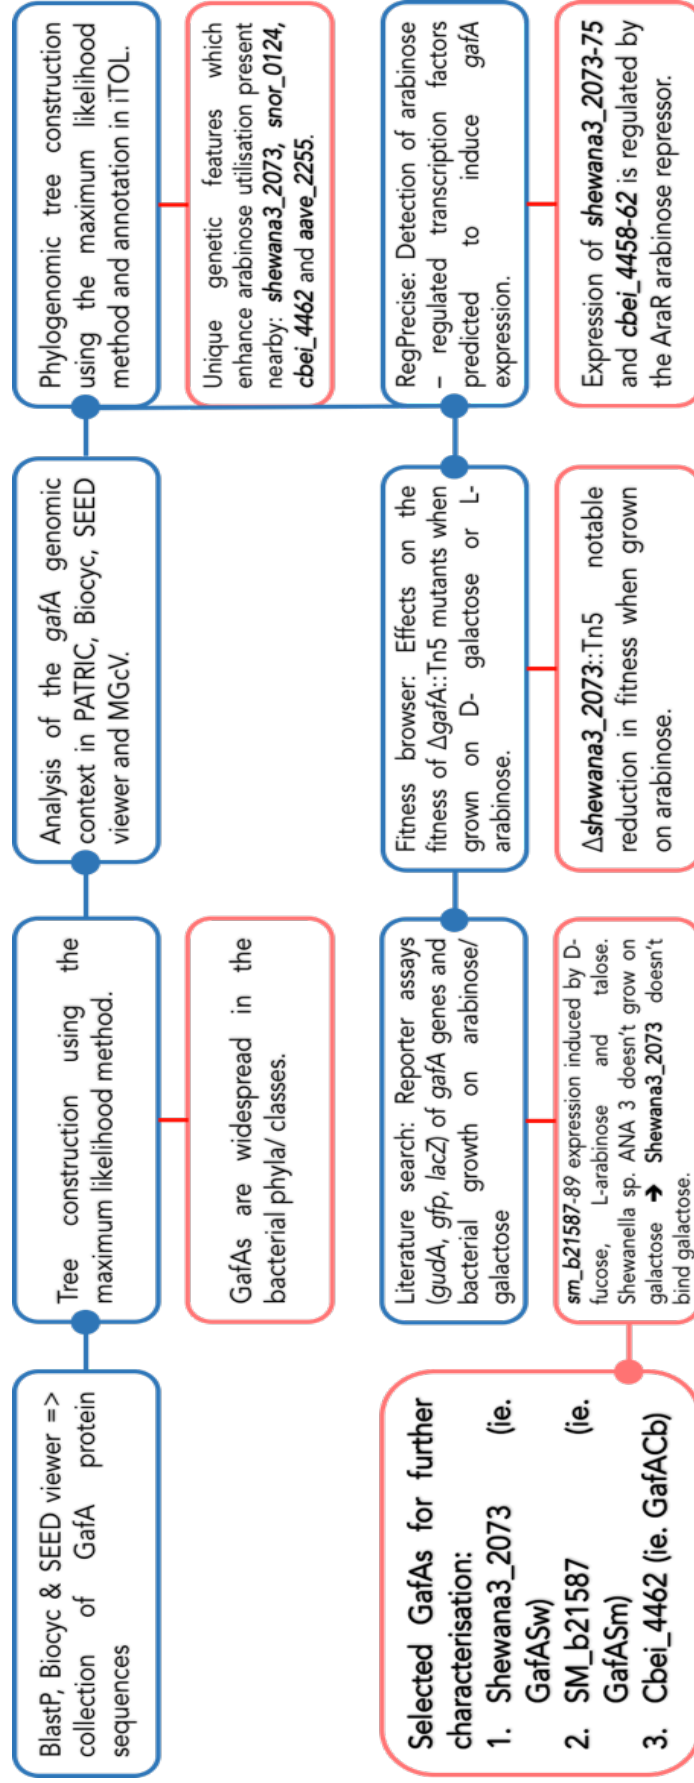 BlastP, Biocyc & SEED viewer =>
collection of GafA protein
sequences
Tree construction using the
maximum likelihood method.
GafAs are widespread in the
bacterial phyla/ classes.
Analysis of the gafA genomic
context in PATRIC, Biocyc, SEED
viewer and MGcV.
Phylogenomic tree construction
using the maximum likelihood
method and annotation in iTOL.
Unique genetic features which
enhance arabinose utilisation present
nearby: shewana3_2073, snor_0124,
cbei_4462 and aave_2255.
RegPrecise: Detection of arabinose
– regulated transcription factors
predicted to induce gafA
expression.
Expression of shewana3_2073-75
and cbei_4458-62 is regulated by
the AraR arabinose repressor.
Fitness browser: Effects on the
fitness of ΔgafA::Tn5 mutants when
grown on D- galactose or L-
arabinose.
Δshewana3_2073::Tn5 notable
reduction in fitness when grown
on arabinose.
Literature search: Reporter assays
(gudA, gfp, lacZ) of gafA genes and
bacterial growth on arabinose/
galactose
sm_b21587-89 expression induced by D-
fucose, L-arabinose and talose.
Shewanella sp. ANA 3 doesn't grow on
galactose ➔ Shewana3_2073 doesn't
bind galactose.
Selected GafAs for further
characterisation:
1. Shewana3_2073 (ie.
GafASw)
2. SM_b21587 (ie.
GafASm)
3. Cbei_4462 (ie. GafACb)